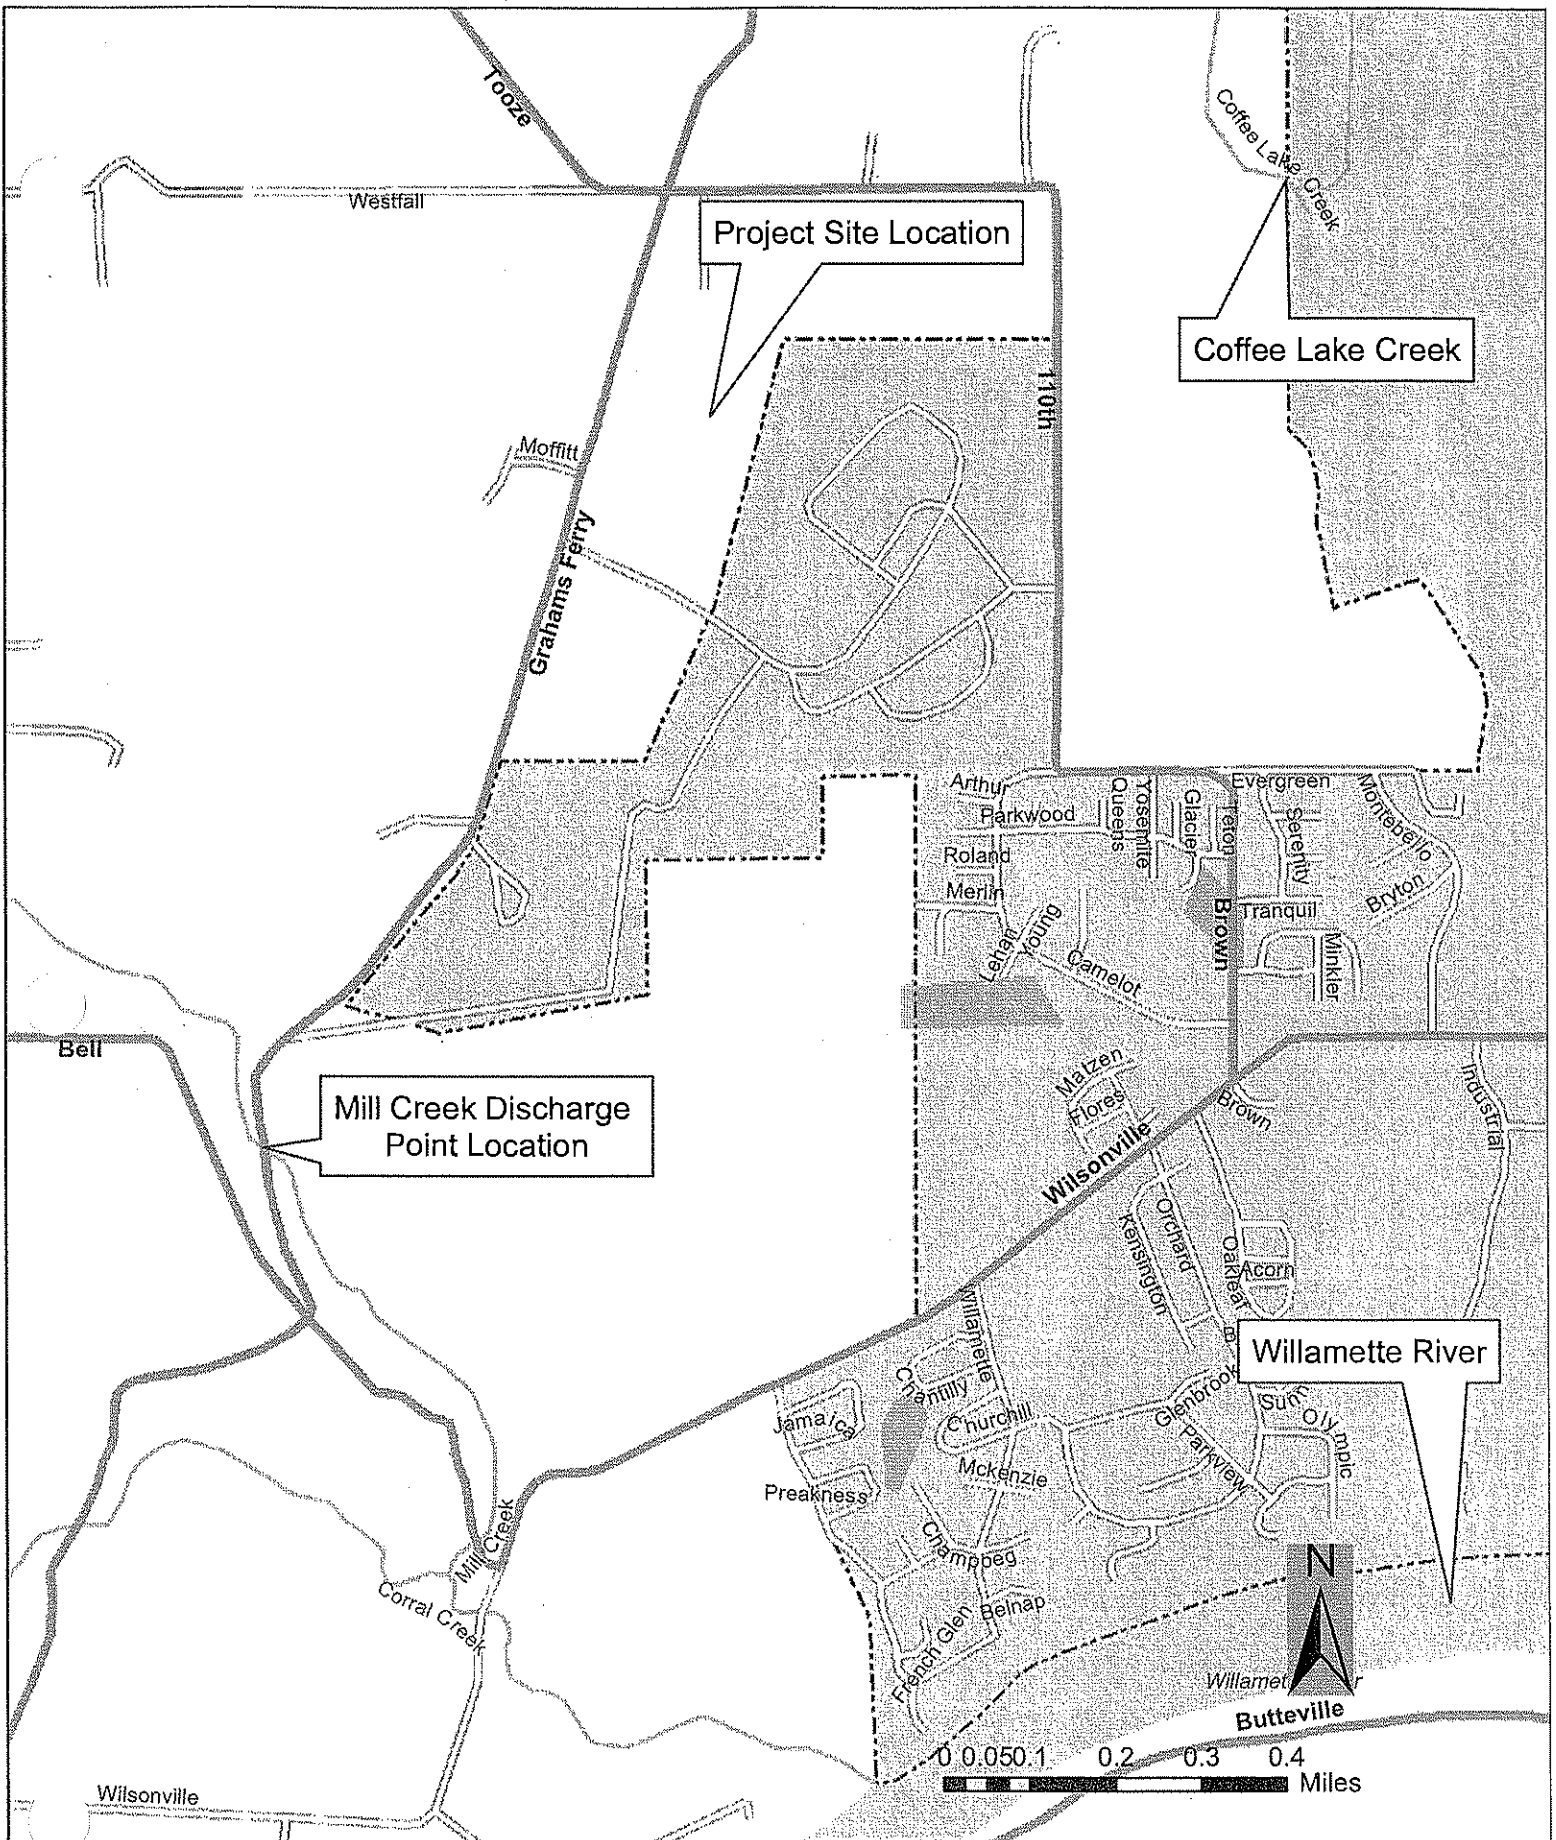 Tooze
Coffee Lake Creek
Westfall
Project Site Location
Coffee Lake Creek
110th
Moffitt
Grahams Ferry
Arthur
Parkwood
Queens
Yosemite
Glacier
Teton
Evergreen
Serenity
Montebello
Roland
Merlin
Bryton
Tranquil
Brown
Lehan
Young
Camelot
Minkler
Bell
Matzen
Flores
Brown
Industrial
Mill Creek Discharge
Point Location
Wilsonville
Orchard
Kensington
Oakleaf
Acorn
Willamette
Willamette River
Chantilly
Jamaica
Churchill
Glenbrook
Olympic
Parkview
Mckenzie
Preakness
Mill Creek
Champoeg
Corral Creek
Belnap
French Glen
N
Butteville
0 0.05 0.1 0.2 0.3 0.4
Miles
Wilsonville